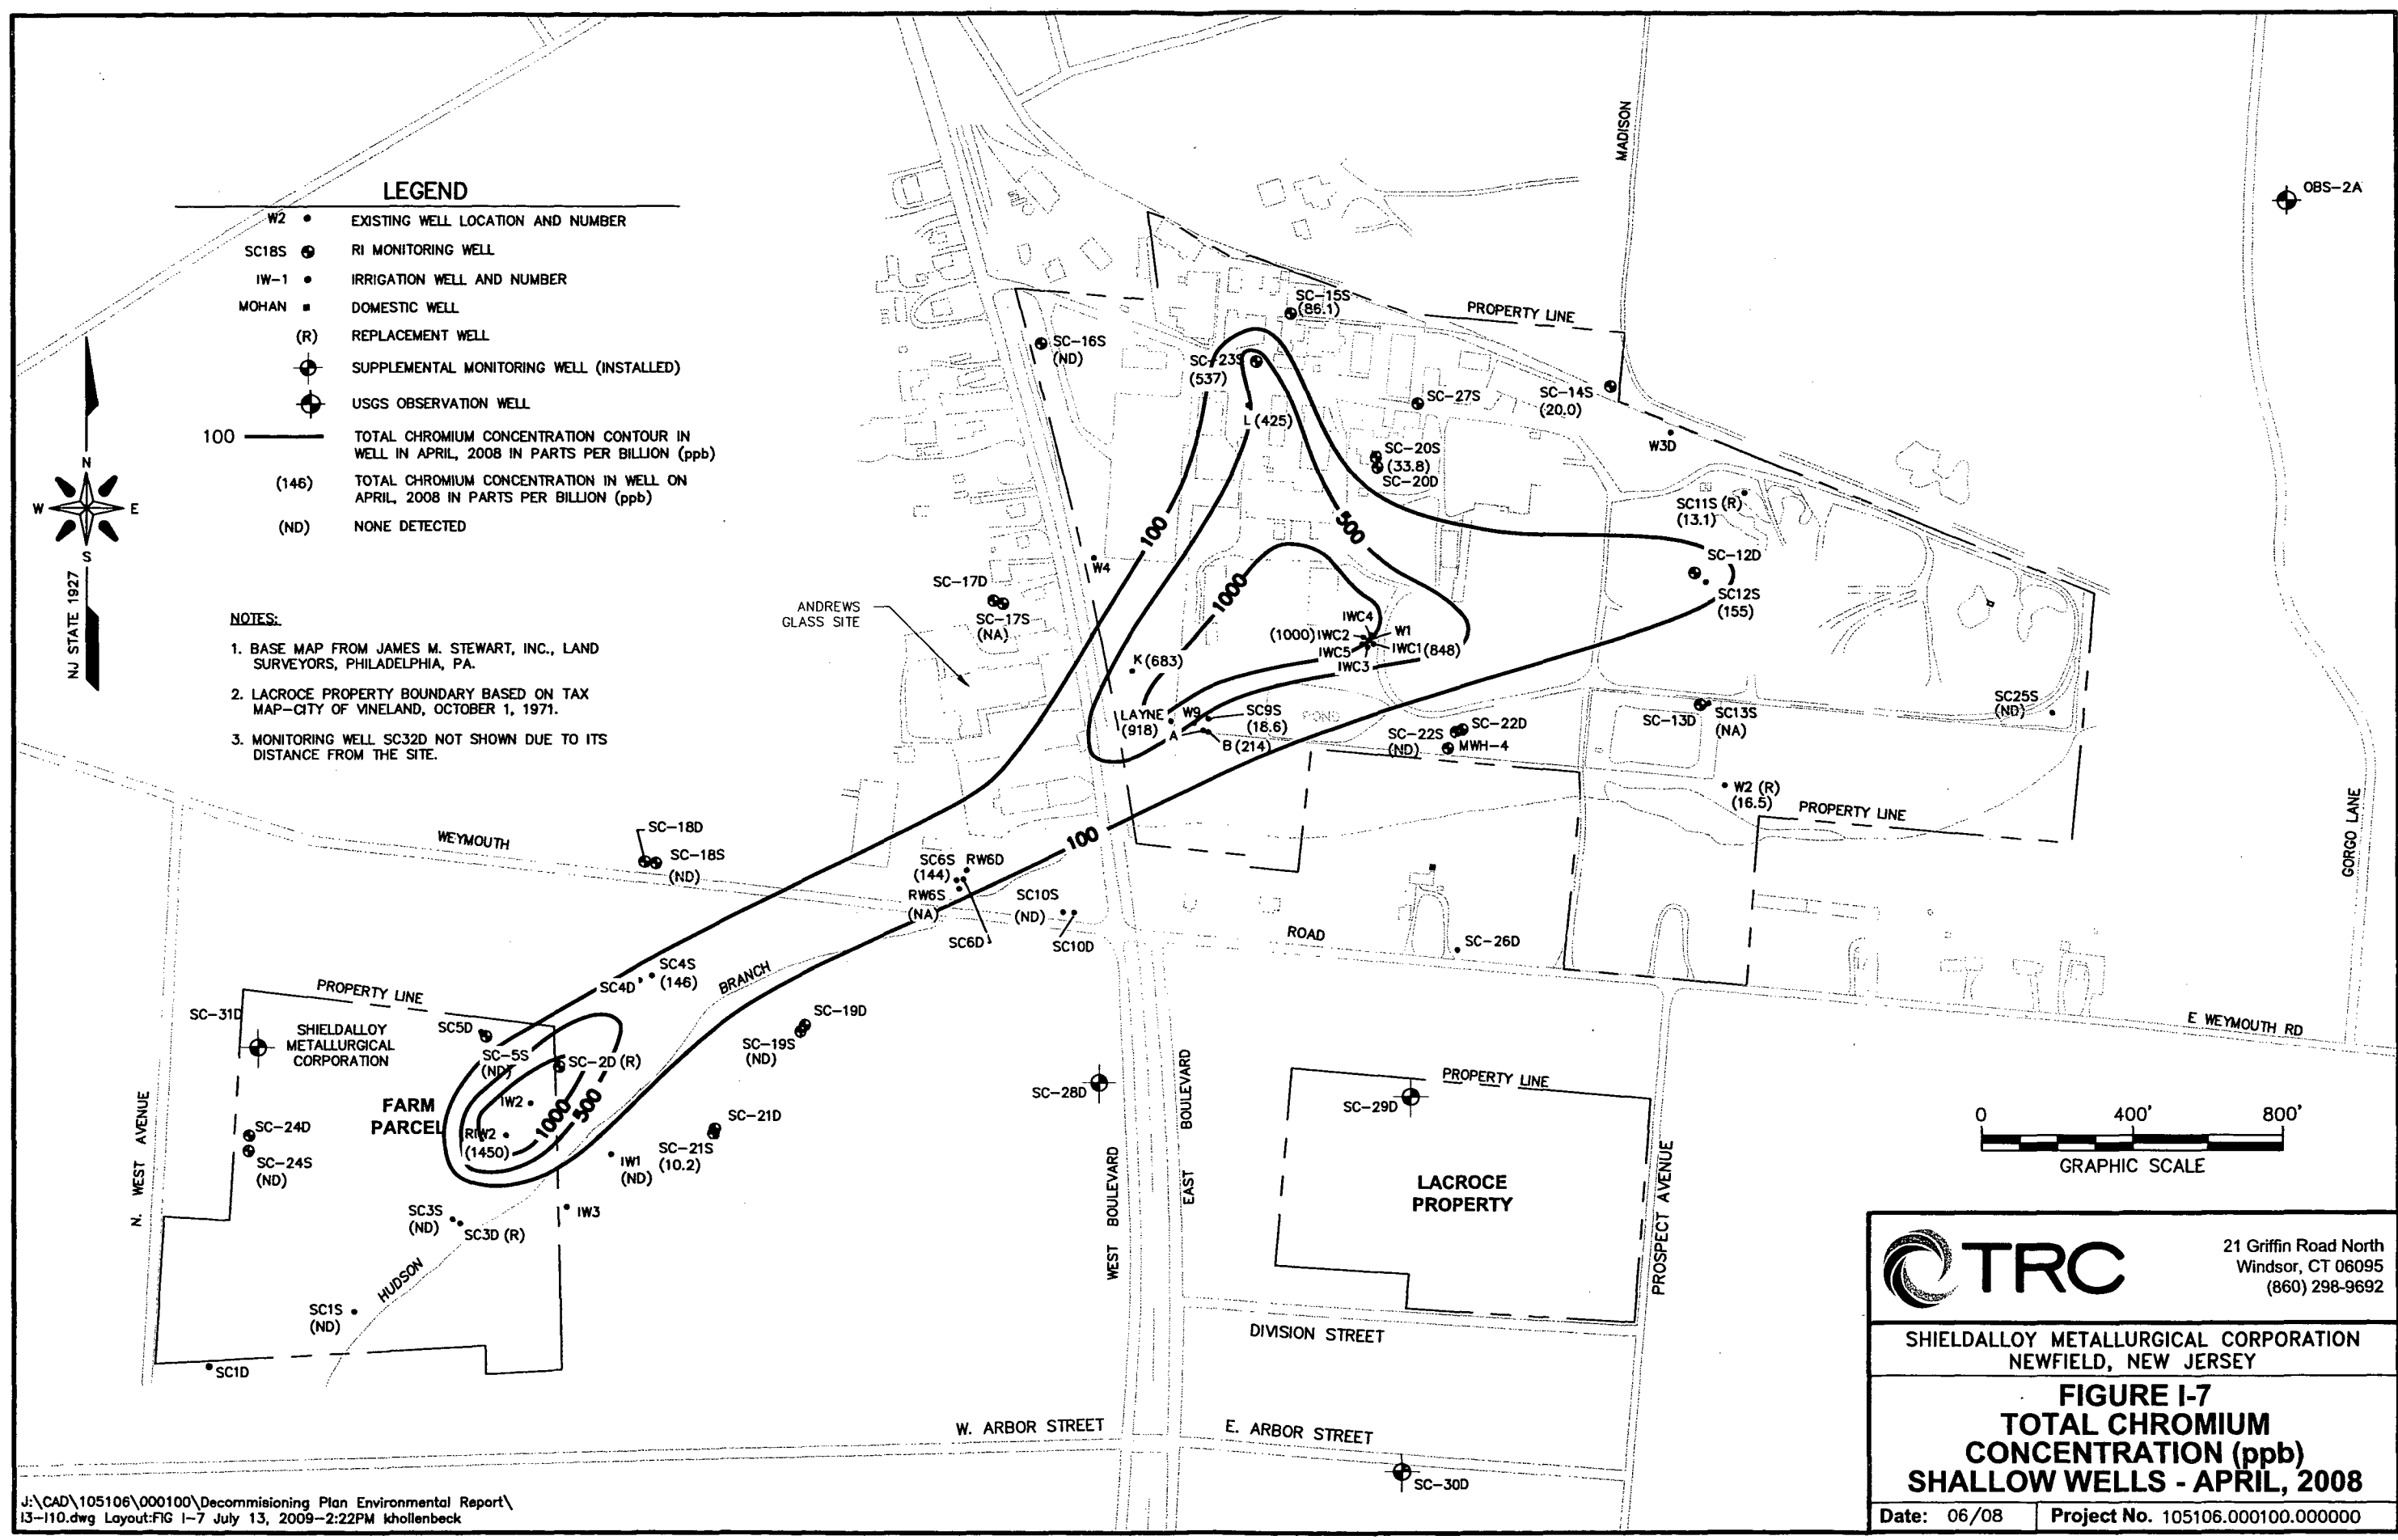 LEGEND
W2 EXISTING WELL LOCATION AND NUMBER
SC18S RI MONITORING WELL
IW-1 IRRIGATION WELL AND NUMBER
MOHAN DOMESTIC WELL
(R) REPLACEMENT WELL
SUPPLEMENTAL MONITORING WELL (INSTALLED)
USGS OBSERVATION WELL
100 TOTAL CHROMIUM CONCENTRATION CONTOUR IN
WELL IN APRIL, 2008 IN PARTS PER BILLION (ppb)
(146) TOTAL CHROMIUM CONCENTRATION IN WELL ON
APRIL, 2008 IN PARTS PER BILLION (ppb)
(ND) NONE DETECTED
N
W E
S
NJ STATE 1927
NOTES:
1. BASE MAP FROM JAMES M. STEWART, INC., LAND
SURVEYORS, PHILADELPHIA, PA.
2. LACROCE PROPERTY BOUNDARY BASED ON TAX
MAP-CITY OF VINELAND, OCTOBER 1, 1971.
3. MONITORING WELL SC32D NOT SHOWN DUE TO ITS
DISTANCE FROM THE SITE.
MADISON
OBS-2A
SC-15S
(86.1)
PROPERTY LINE
SC-16S
(ND)
SC-23S
(537)
SC-27S
SC-14S
(20.0)
L (425)
W3D
SC-20S
(33.8)
SC-20D
SC11S (R)
(13.1)
100
500
W4
SC-12D
SC-17D
1000
SC12S
(155)
ANDREWS
GLASS SITE
SC-17S
(NA)
IWC4
(1000) IWC2
W1
IWC5
IWC1 (848)
IWC3
K (683)
LAYNE
(918)
W9
A
SC9S
(18.6)
POND
B (214)
SC-22S
(ND)
SC-22D
MWH-4
SC-13D
SC13S
(NA)
SC25S
(ND)
W2 (R)
(16.5)
PROPERTY LINE
GORGO LANE
WEYMOUTH
SC-18D
SC-18S
(ND)
100
SC6S
(144)
RW6D
RW6S
(NA)
SC10S
(ND)
SC6D
SC10D
ROAD
SC-26D
E WEYMOUTH RD
SC4S
(146)
SC4D
BRANCH
PROPERTY LINE
SC-31D
SHIELDALLOY
METALLURGICAL
CORPORATION
SC5D
SC-5S
(ND)
SC-2D (R)
SC-19D
SC-19S
(ND)
N. WEST AVENUE
FARM
PARCEL
IW2
1000
500
RIW2
(1450)
SC-24D
SC-24S
(ND)
IW1
(ND)
SC-21D
SC-21S
(10.2)
SC3S
(ND)
SC3D (R)
IW3
HUDSON
SC1S
(ND)
SC1D
SC-28D
WEST BOULEVARD
EAST BOULEVARD
PROPERTY LINE
SC-29D
LACROCE
PROPERTY
PROSPECT AVENUE
DIVISION STREET
W. ARBOR STREET
E. ARBOR STREET
SC-30D
0 400' 800'
GRAPHIC SCALE
TRC
21 Griffin Road North
Windsor, CT 06095
(860) 298-9692
SHIELDALLOY METALLURGICAL CORPORATION
NEWFIELD, NEW JERSEY
FIGURE I-7
TOTAL CHROMIUM
CONCENTRATION (ppb)
SHALLOW WELLS - APRIL, 2008
Date: 06/08 Project No. 105106.000100.000000
J:\CAD\105106\000100\Decommisioning Plan Environmental Report\
I3-I10.dwg Layout:FIG I-7 July 13, 2009-2:22PM khollenbeck